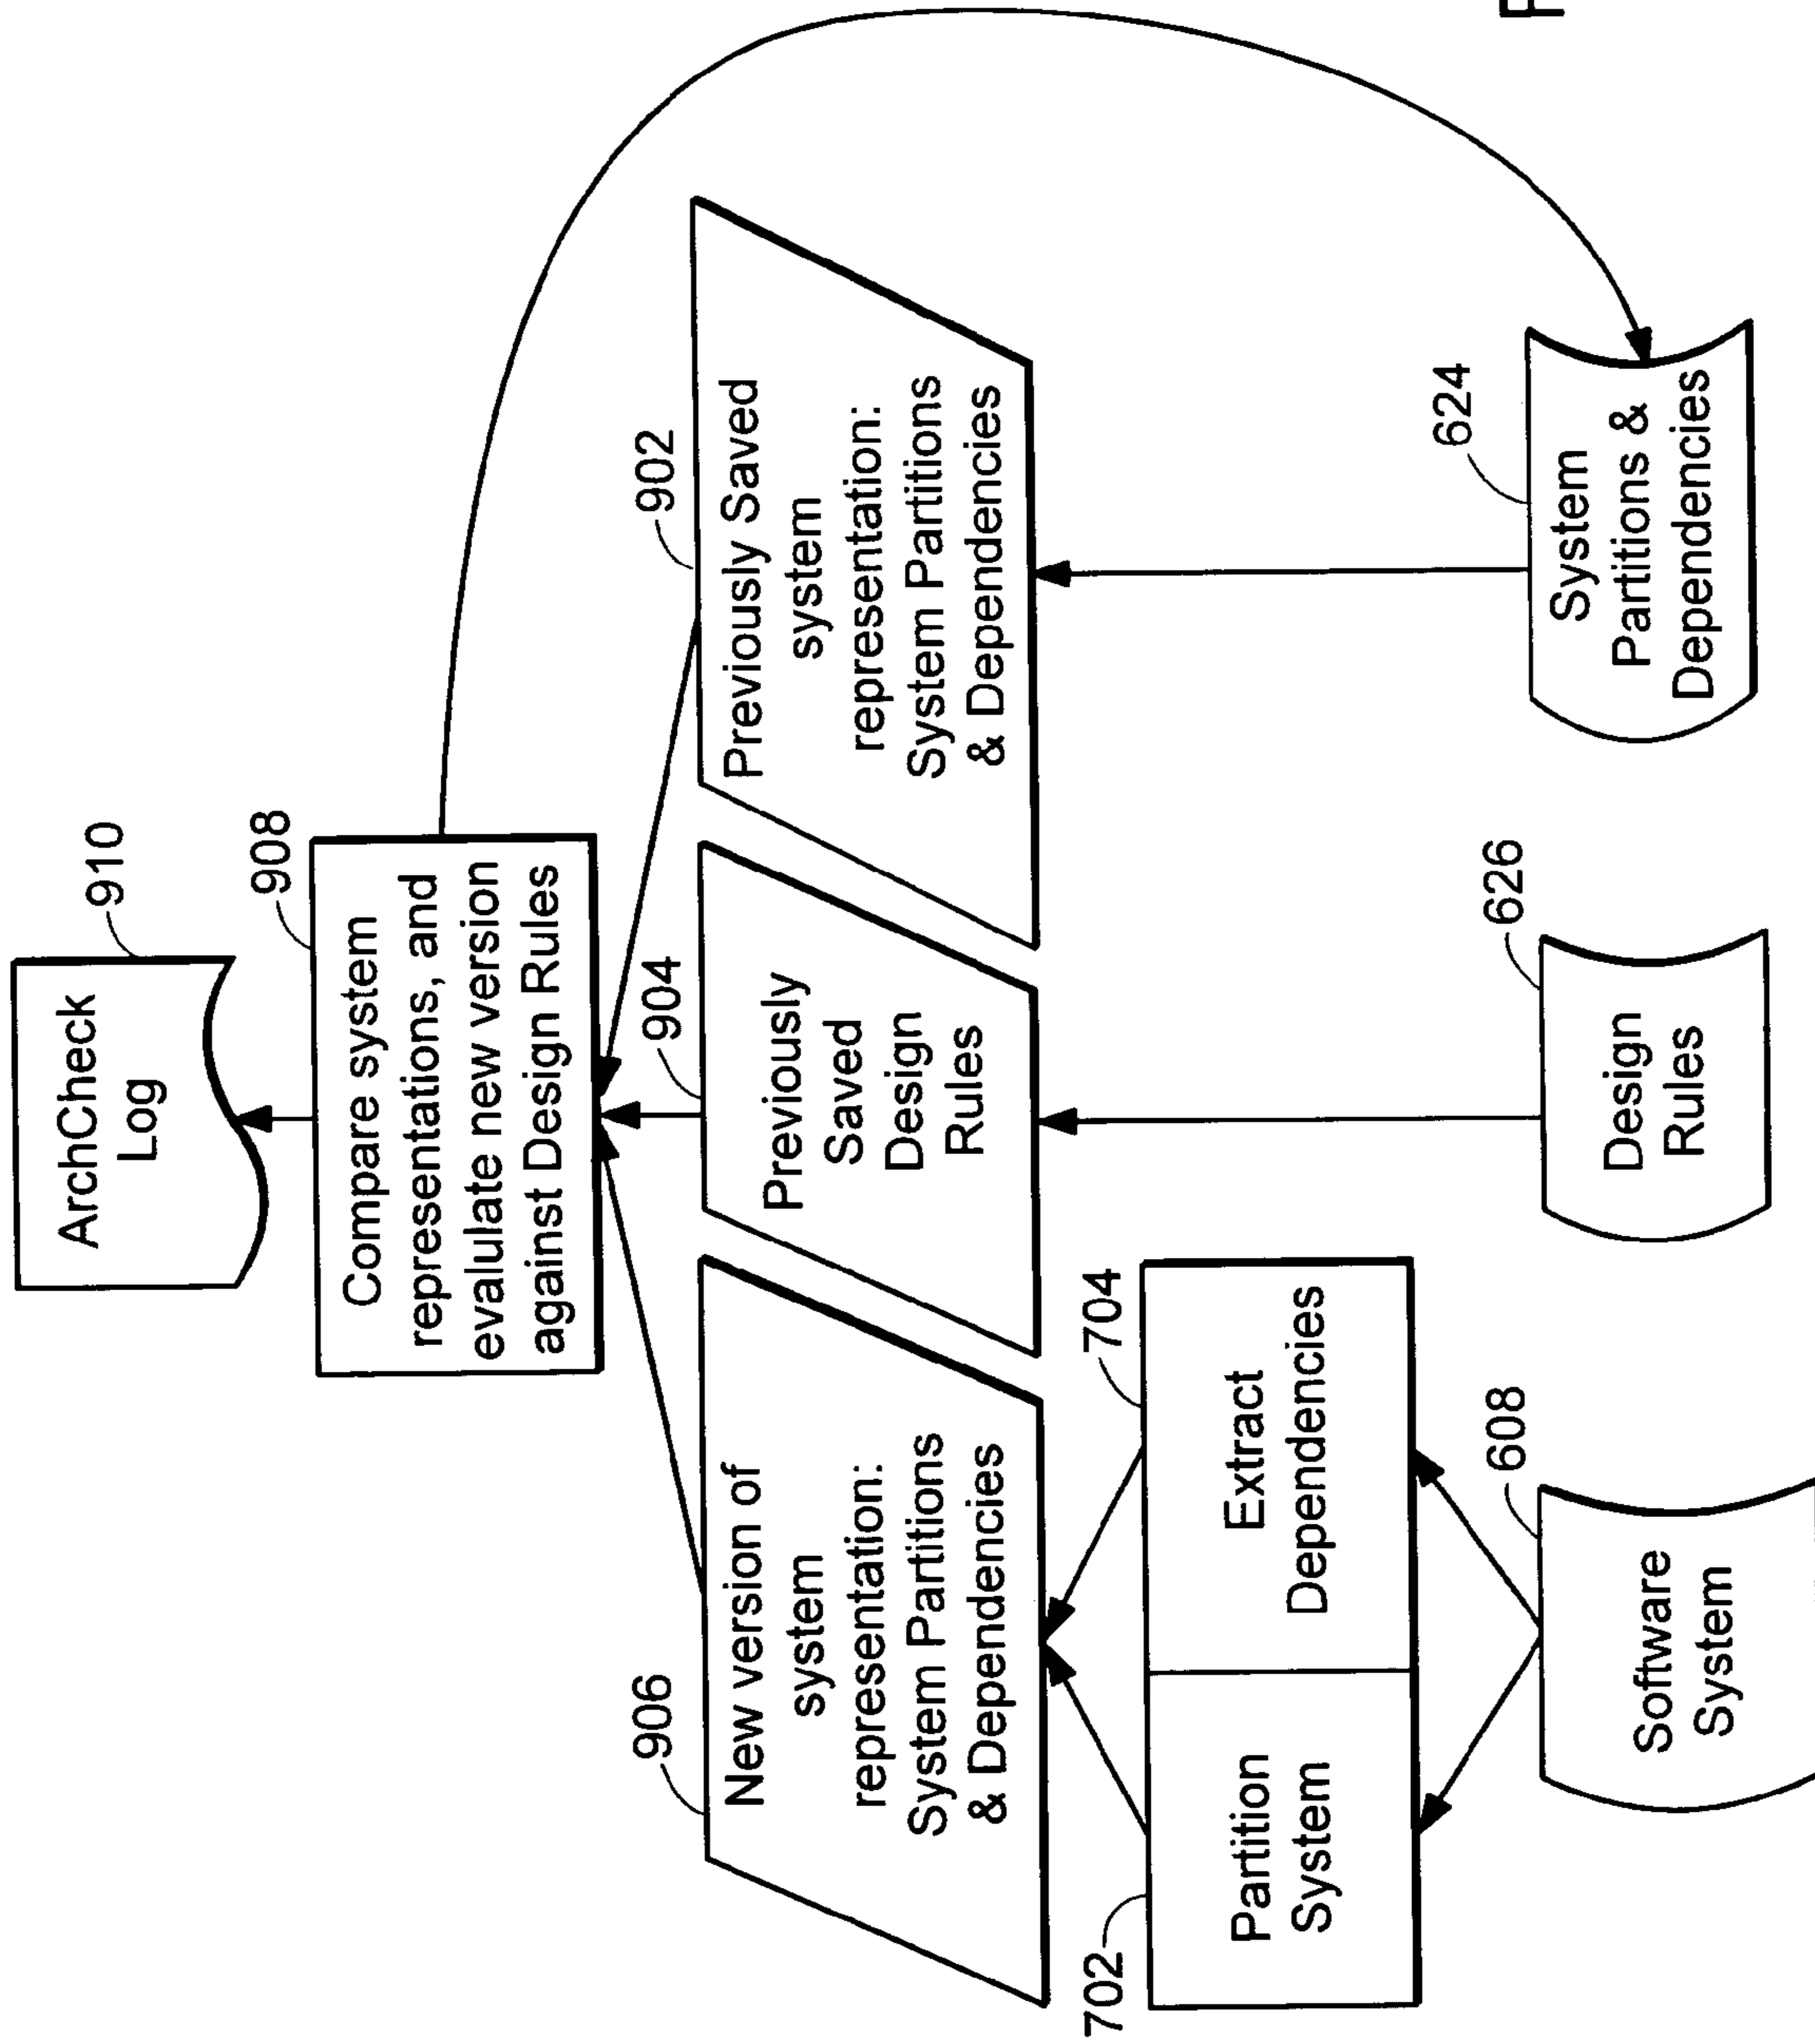 ArchCheck
Log
910
908
Compare system
representations, and
evalulate new version
against Design Rules
906
New version of
system
representation:
System Partitions
& Dependencies
904
Previously
Saved
Design
Rules
902
Previously Saved
system
representation:
System Partitions
& Dependencies
702
Partition
System
704
Extract
Dependencies
608
Software
System
626
Design
Rules
624
System
Partitions &
Dependencies